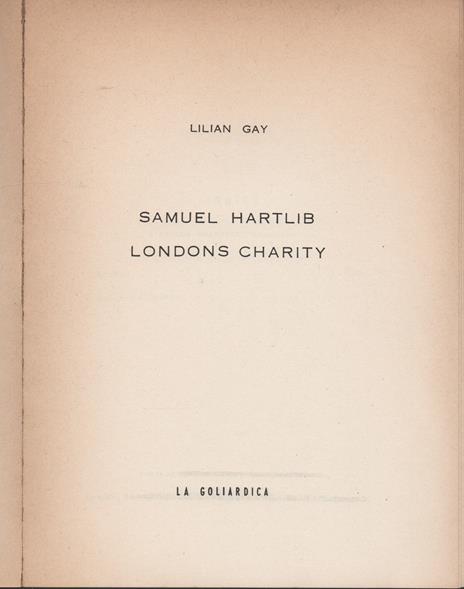 LILIAN GAY
SAMUEL HARTLIB
LONDONS CHARITY
LA GOLIARDICA